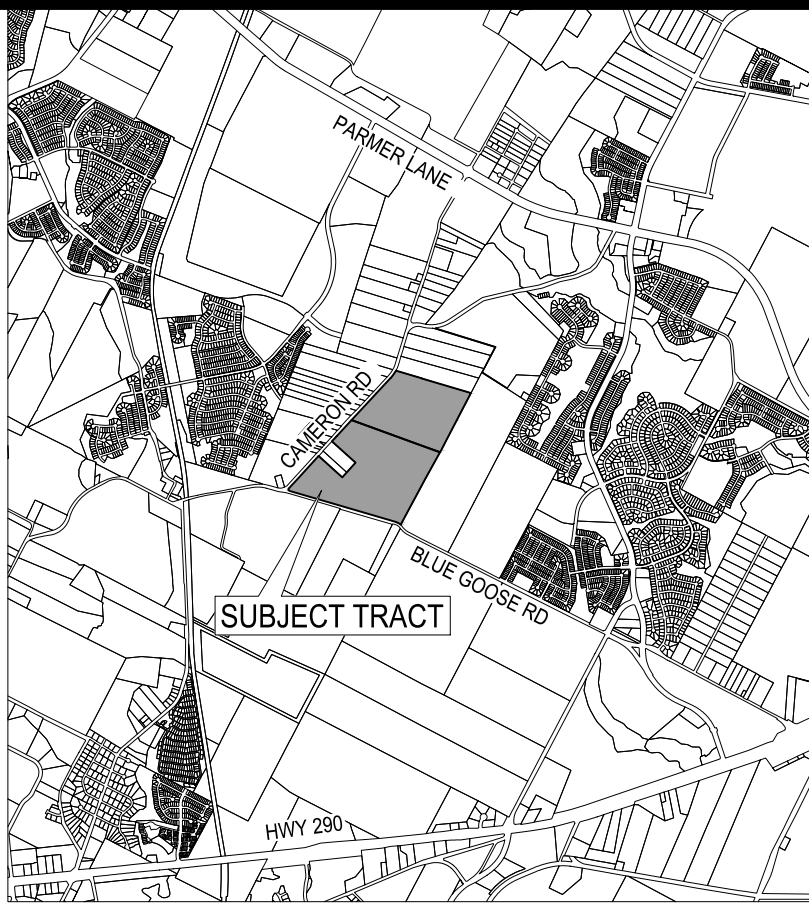 PARMER LANE
CAMERON RD
BLUE GOOSE RD
SUBJECT TRACT
HWY 290